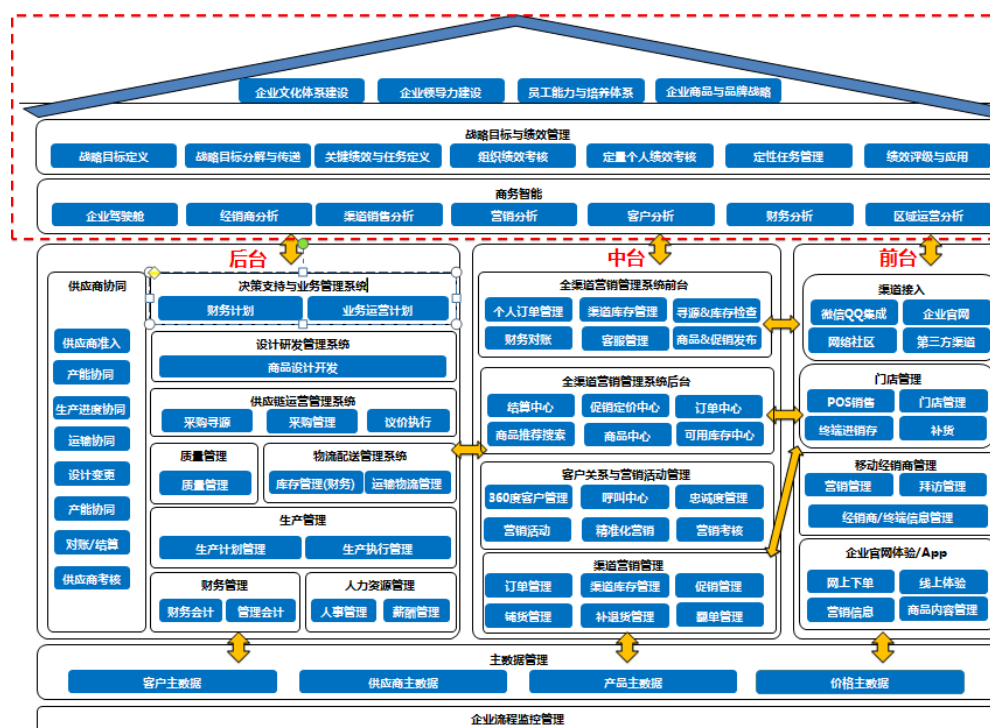 企业文化体系建设 企业领导力建设 员工能力与培养体系 企业商品与品牌战略
战略目标与绩效管理
战略目标定义 战略目标分解与传递 关键绩效与任务定义 组织绩效考核 定量个人绩效考核 定性任务管理 绩效评级与应用
商务智能
企业驾驶舱 经销商分析 渠道销售分析 营销分析 客户分析 财务分析 区域运营分析
后台
供应商协同
供应商准入
产能协同
生产进度协同
运输协同
设计变更
产能协同
对账/结算
供应商考核
决策支持与业务管理系统
财务计划 业务运营计划
设计研发管理系统
商品设计开发
供应链运营管理系统
采购寻源 采购管理 议价执行
质量管理
质量管理
物流配送管理系统
库存管理(财务) 运输物流管理
生产管理
生产计划管理 生产执行管理
财务管理
财务会计 管理会计
人力资源管理
人事管理 薪酬管理
中台
全渠道营销管理系统前台
个人订单管理 渠道库存管理 寻源&库存检查
财务对账 客服管理 商品&促销发布
全渠道营销管理系统后台
结算中心 促销定价中心 订单中心
商品推荐搜索 商品中心 可用库存中心
客户关系与营销活动管理
360度客户管理 呼叫中心 忠诚度管理
营销活动 精准化营销 营销考核
渠道营销管理
订单管理 渠道库存管理 促销管理
铺货管理 补退货管理 翻单管理
前台
渠道接入
微信QQ集成 企业官网
网络社区 第三方渠道
门店管理
POS销售 门店管理
终端进销存 补货
移动经销商管理
营销管理 拜访管理
经销商/终端信息管理
企业官网体验/App
网上下单 线上体验
营销信息 商品内容管理
主数据管理
客户主数据 供应商主数据 产品主数据 价格主数据
企业流程监控管理